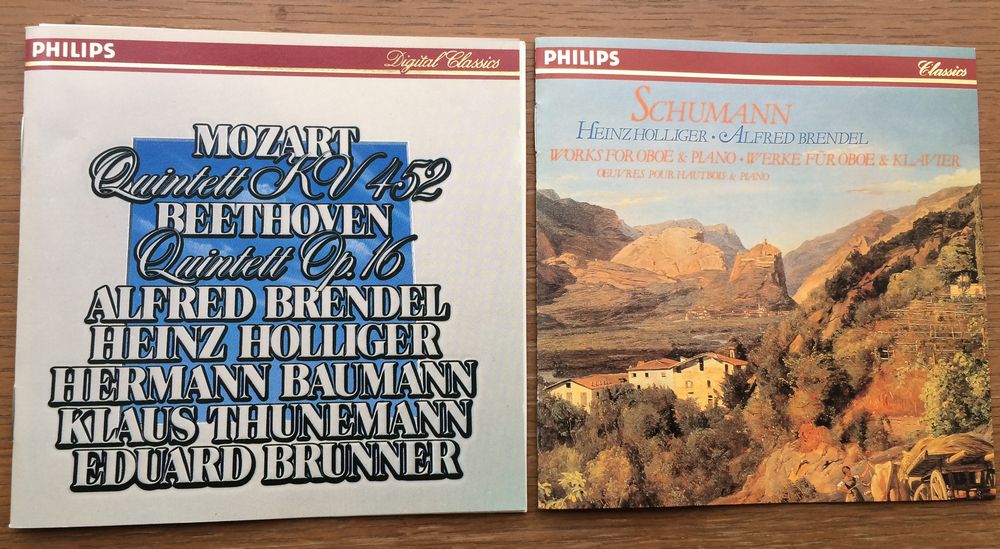 PHILIPS
Digital Classics
MOZART
Quintett KV 452
BEETHOVEN
Quintett Op.16
ALFRED BRENDEL
HEINZ HOLLIGER
HERMANN BAUMANN
KLAUS THUNEMANN
EDUARD BRUNNER
PHILIPS
Classics
SCHUMANN
HEINZ HOLLIGER · ALFRED BRENDEL
WORKS FOR OBOE & PIANO · WERKE FÜR OBOE & KLAVIER
OEUVRES POUR HAUTBOIS & PIANO